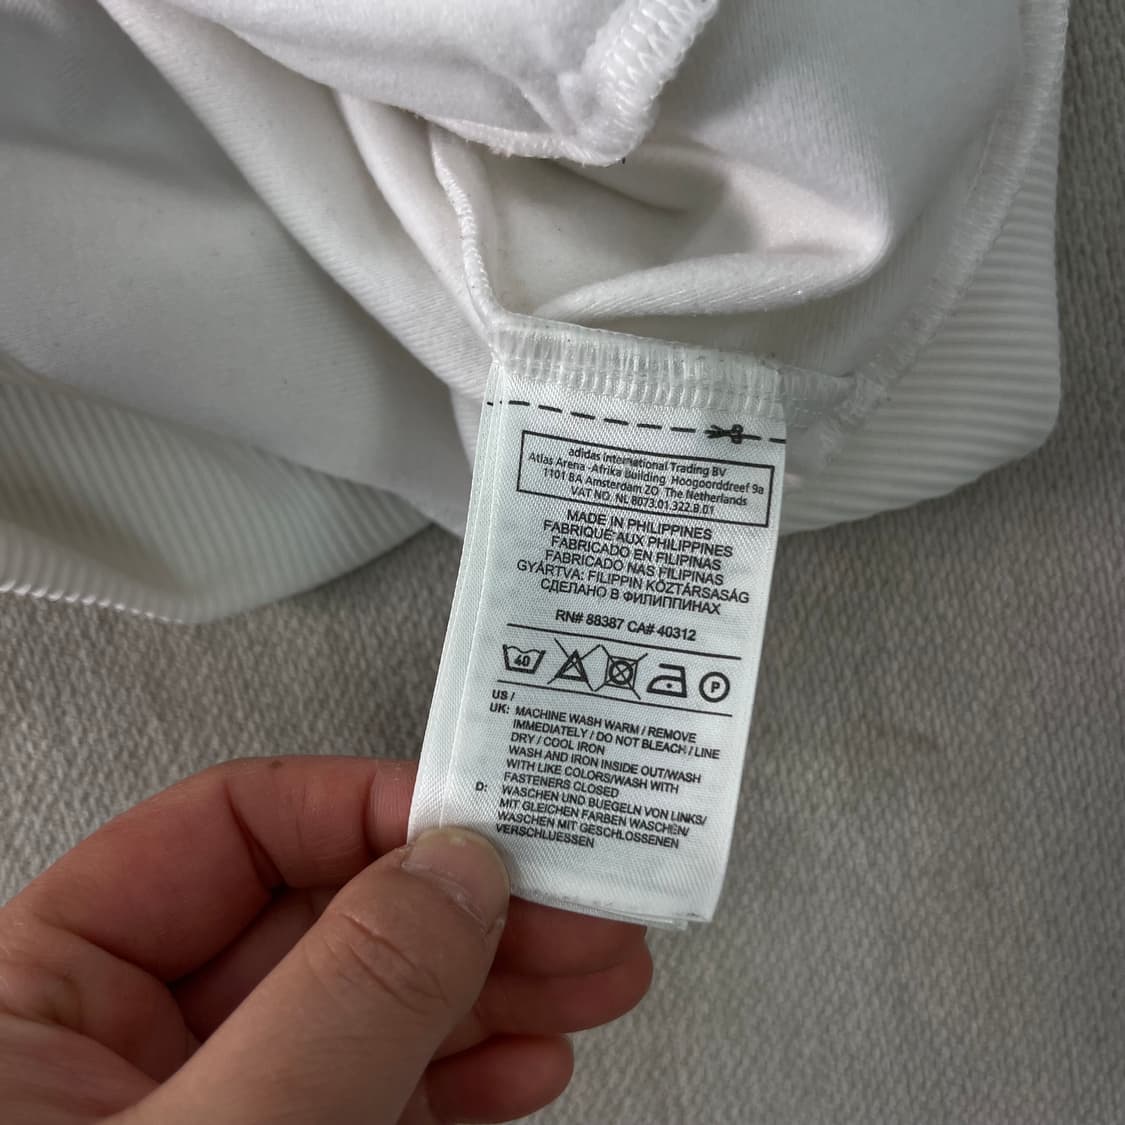 adidas International Trading BV
Atlas Arena -Afrika Building Hoogoorddreef 9a
1101 BA Amsterdam ZO The Netherlands
VAT NO: NL 8073.01.322.B.01
MADE IN PHILIPPINES
FABRIQUÉ AUX PHILIPPINES
FABRICADO EN FILIPINAS
FABRICADO NAS FILIPINAS
GYÁRTVA: FILIPPIN KÖZTÁRSASÁG
СДЕЛАНО В ФИЛИППИНАХ
RN# 88387 CA# 40312
40 P
US /
UK: MACHINE WASH WARM / REMOVE
IMMEDIATELY / DO NOT BLEACH / LINE
DRY / COOL IRON
WASH AND IRON INSIDE OUT/WASH
WITH LIKE COLORS/WASH WITH
FASTENERS CLOSED
D: WASCHEN UND BUEGELN VON LINKS/
MIT GLEICHEN FARBEN WASCHEN/
WASCHEN MIT GESCHLOSSENEN
VERSCHLUESSEN